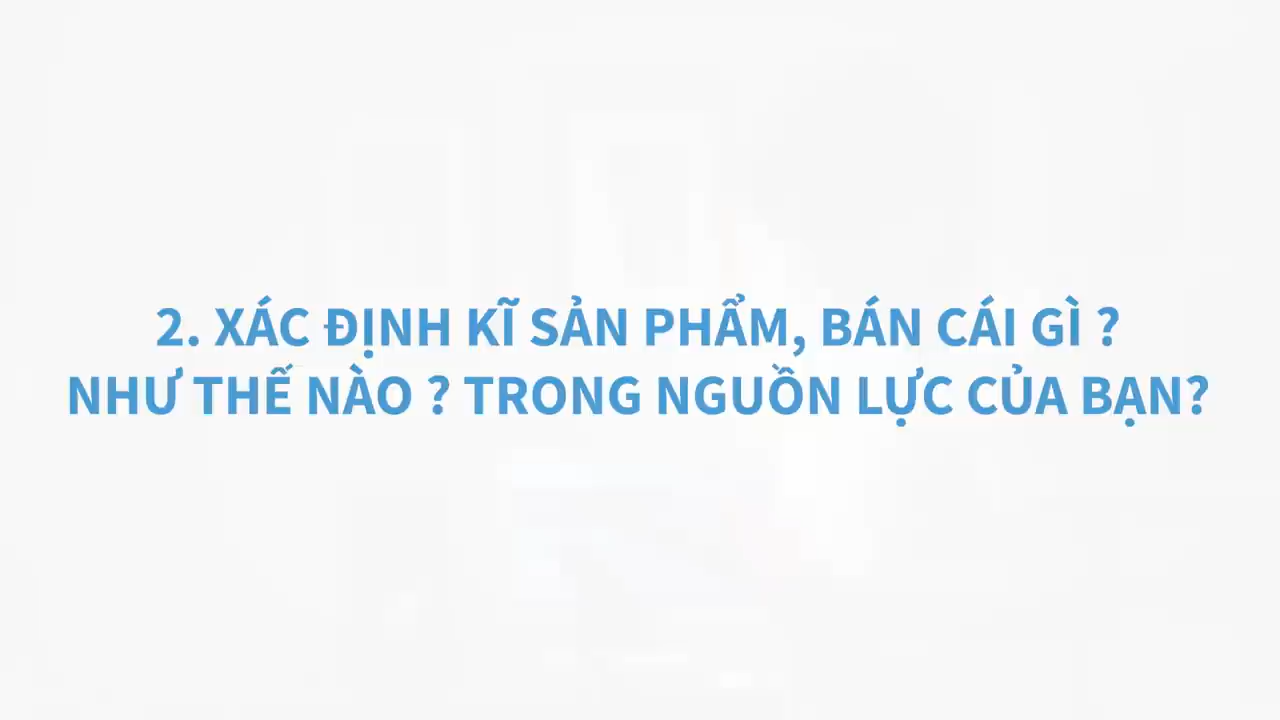 2. XÁC ĐỊNH KĨ SẢN PHẨM, BÁN CÁI GÌ ?
NHƯ THẾ NÀO ? TRONG NGUỒN LỰC CỦA BẠN?